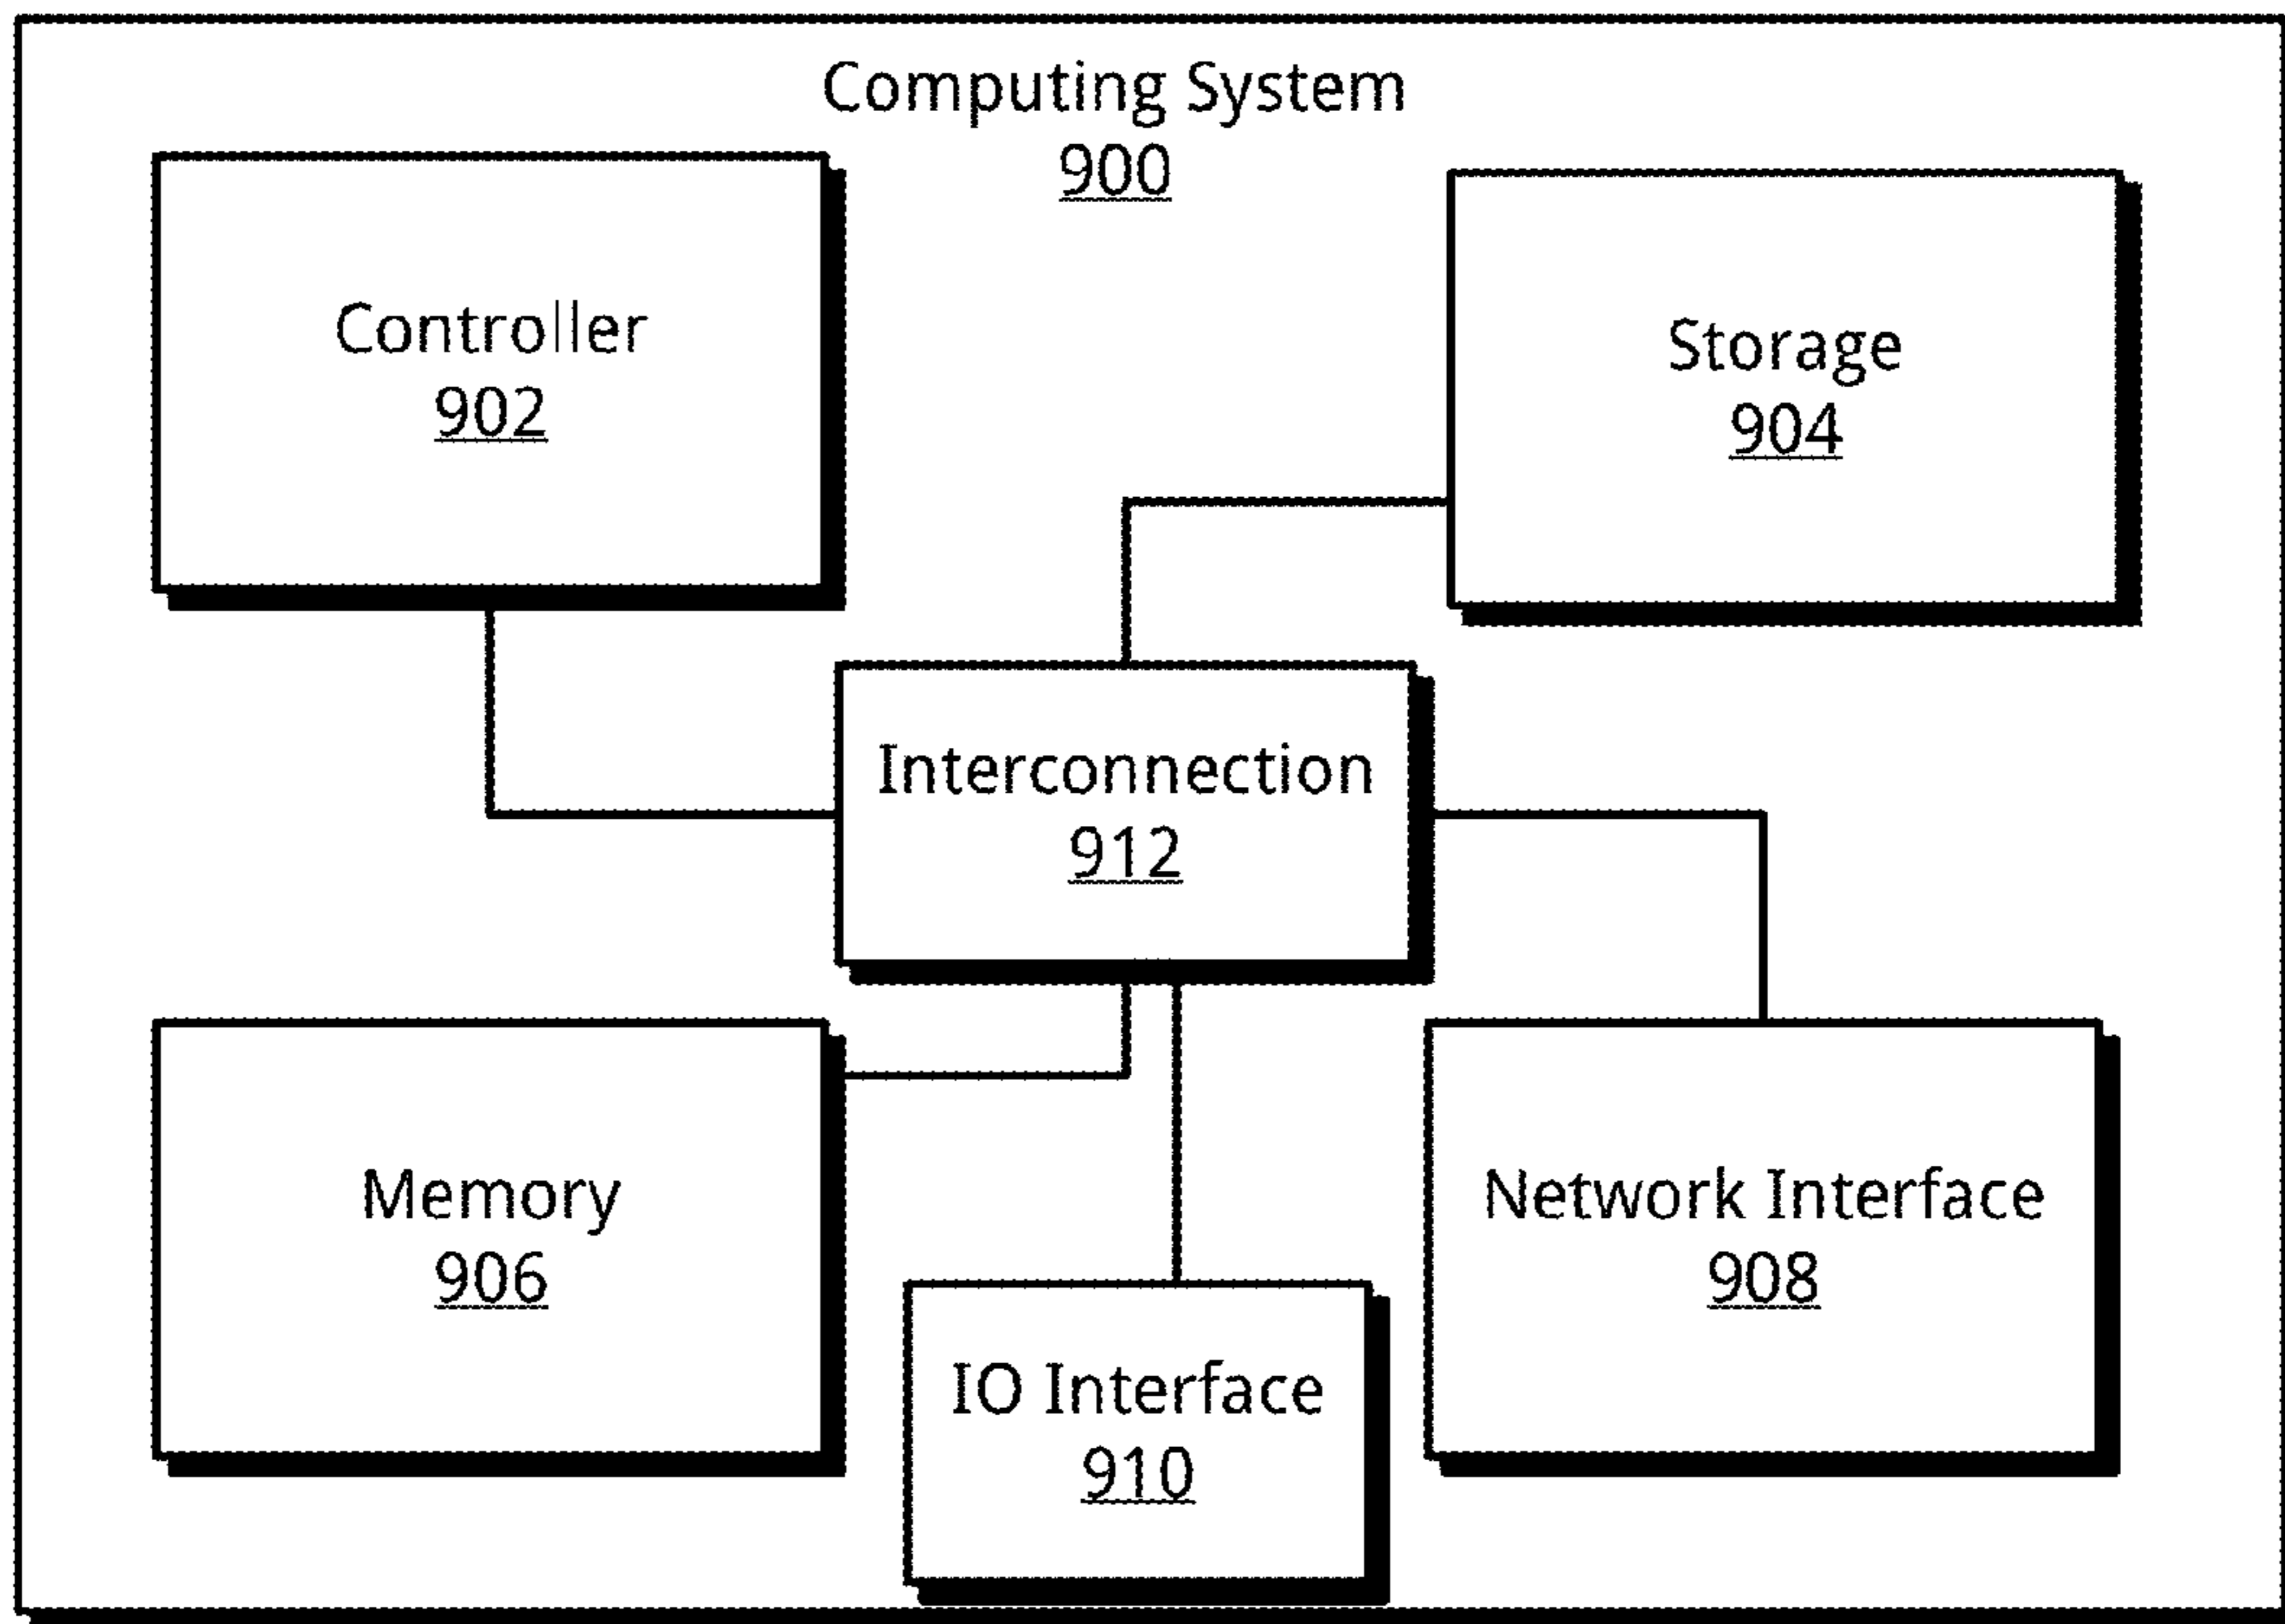 Computing System
900
Controller
902
Storage
904
Interconnection
912
Memory
906
Network Interface
908
IO Interface
910